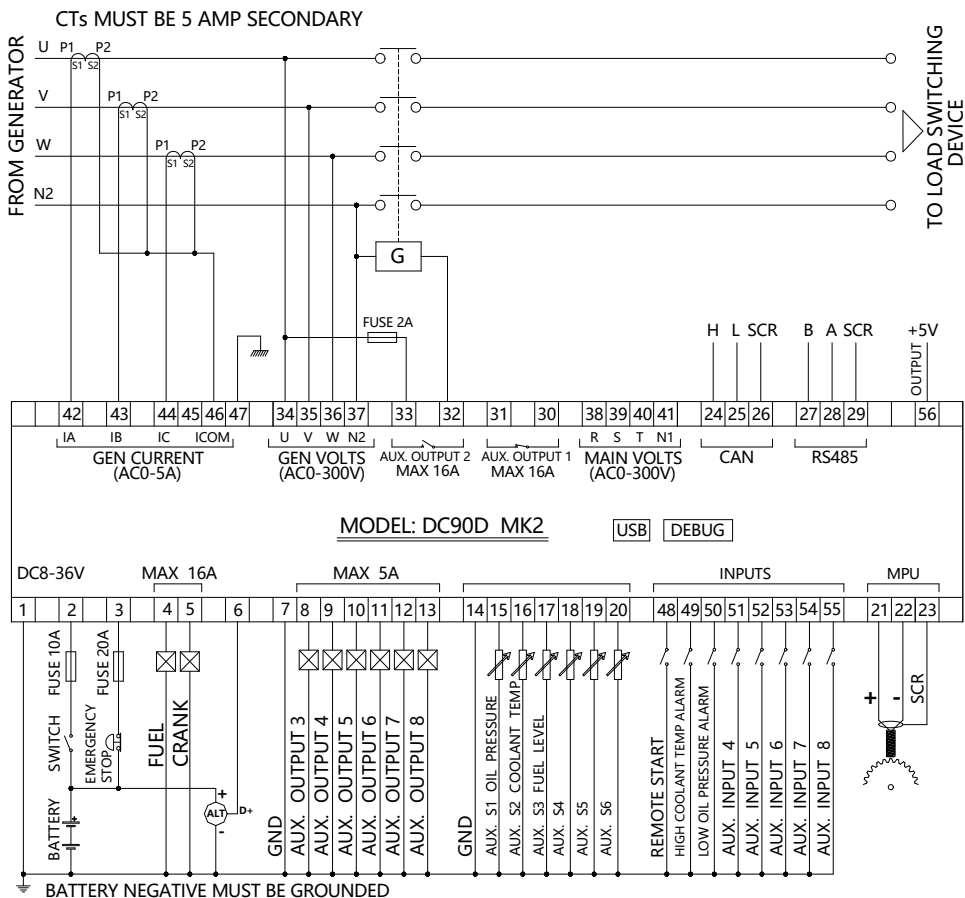 CTs MUST BE 5 AMP SECONDARY
FROM GENERATOR
U P1 P2
S1 S2
V P1 P2
S1 S2
W P1 P2
S1 S2
N2
TO LOAD SWITCHING
DEVICE
G
FUSE 2A
H L SCR B A SCR +5V
OUTPUT
42 43 44 45 46 47 34 35 36 37 33 32 31 30 38 39 40 41 24 25 26 27 28 29 56
IA IB IC ICOM U V W N2 R S T N1
GEN CURRENT
(AC0-5A)
GEN VOLTS
(AC0-300V)
AUX. OUTPUT 2
MAX 16A
AUX. OUTPUT 1
MAX 16A
MAIN VOLTS
(AC0-300V)
CAN
RS485
MODEL: DC90D MK2
USB
DEBUG
DC8-36V MAX 16A MAX 5A INPUTS MPU
1 2 3 4 5 6 7 8 9 10 11 12 13 14 15 16 17 18 19 20 48 49 50 51 52 53 54 55 21 22 23
FUSE 10A
SWITCH
BATTERY
+
FUSE 20A
EMERGENCY
STOP
FUEL
CRANK
+
ALT
D+
-
GND
AUX. OUTPUT 3
AUX. OUTPUT 4
AUX. OUTPUT 5
AUX. OUTPUT 6
AUX. OUTPUT 7
AUX. OUTPUT 8
GND
AUX. S1 OIL PRESSURE
AUX. S2 COOLANT TEMP
AUX. S3 FUEL LEVEL
AUX. S4
AUX. S5
AUX. S6
REMOTE START
HIGH COOLANT TEMP ALARM
LOW OIL PRESSURE ALARM
AUX. INPUT 4
AUX. INPUT 5
AUX. INPUT 6
AUX. INPUT 7
AUX. INPUT 8
+ - SCR
BATTERY NEGATIVE MUST BE GROUNDED